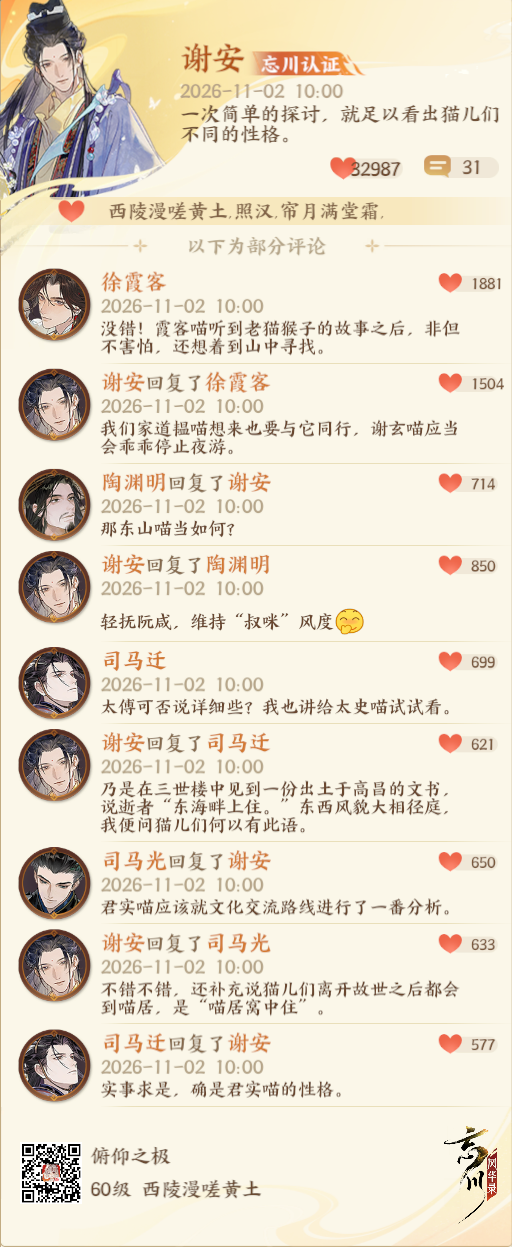 谢安 忘川认证
2026-11-02 10:00
一次简单的探讨，就足以看出猫儿们
不同的性格。
32987 31
西陵漫嗟黄土,照汉,帘月满堂霜,
以下为部分评论
徐霞客 1881
2026-11-02 10:00
没错！霞客喵听到老猫猴子的故事之后，非但
不害怕，还想着到山中寻找。
谢安回复了徐霞客 1504
2026-11-02 10:00
我们家道韫喵想来也要与它同行，谢玄喵应当
会乖乖停止夜游。
陶渊明回复了谢安 714
2026-11-02 10:00
那东山喵当如何？
谢安回复了陶渊明 850
2026-11-02 10:00
轻抚阮咸，维持“叔咪”风度
司马迁 699
2026-11-02 10:00
太傅可否说详细些？我也讲给太史喵试试看。
谢安回复了司马迁 621
2026-11-02 10:00
乃是在三世楼中见到一份出土于高昌的文书，
说逝者“东海畔上住。”东西风貌大相径庭，
我便问猫儿们何以有此语。
司马光回复了谢安 650
2026-11-02 10:00
君实喵应该就文化交流路线进行了一番分析。
谢安回复了司马光 633
2026-11-02 10:00
不错不错，还补充说猫儿们离开故世之后都会
到喵居，是“喵居窝中住”。
司马迁回复了谢安 577
2026-11-02 10:00
实事求是，确是君实喵的性格。
俯仰之极
60级 西陵漫嗟黄土
忘川
风华录